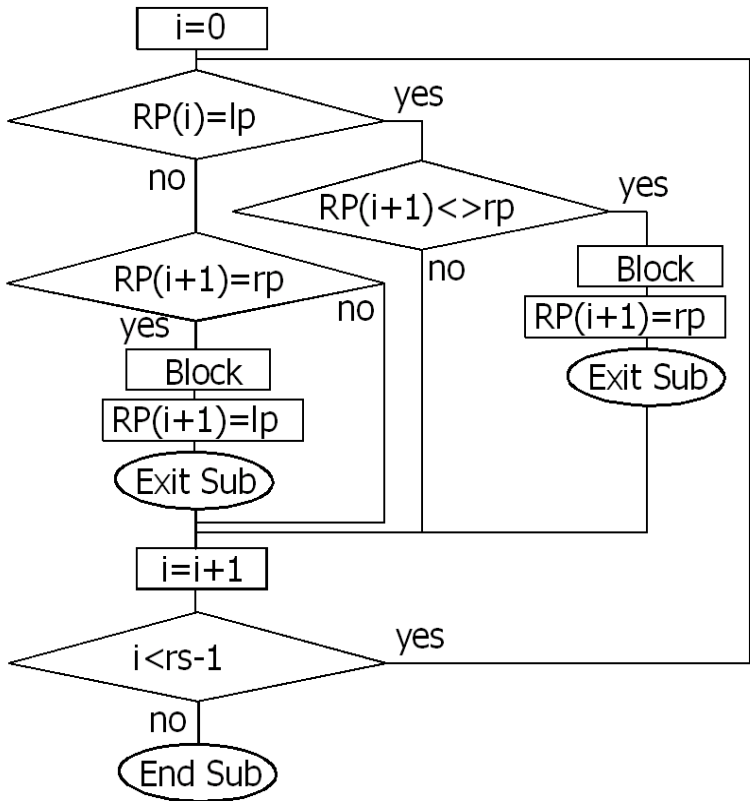 i=0
RP(i)=lp
yes
no
RP(i+1)<>rp
yes
no
RP(i+1)=rp
no
yes
Block
RP(i+1)=rp
Exit Sub
Block
RP(i+1)=lp
Exit Sub
i=i+1
i<rs-1
yes
no
End Sub